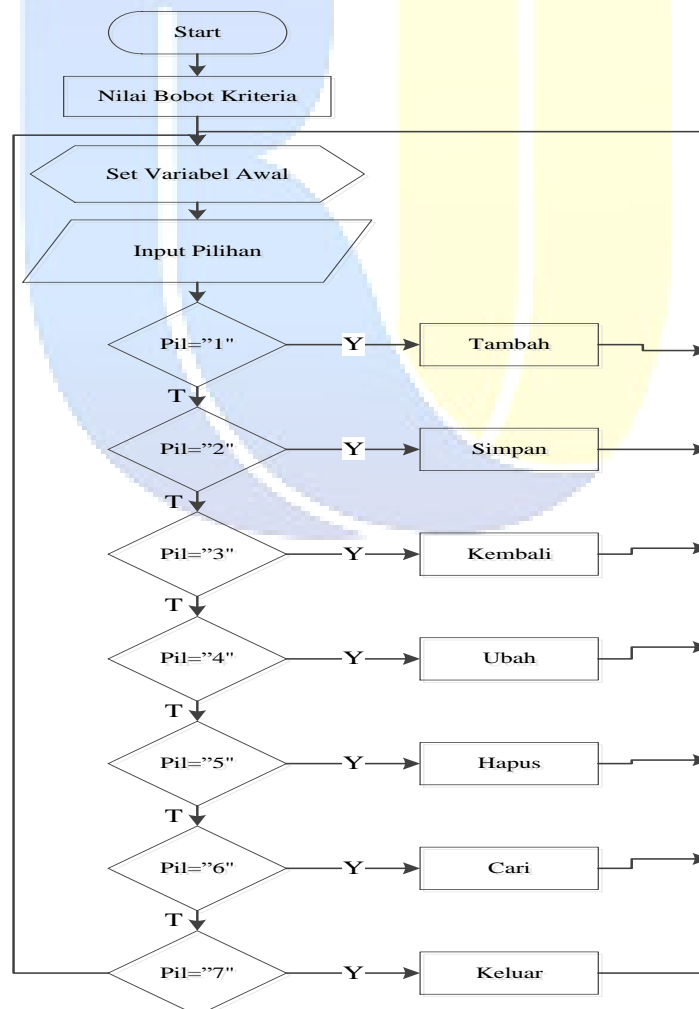 Start
Nilai Bobot Kriteria
Set Variabel Awal
Input Pilihan
Pil=”1"
Y
Tambah
T
Pil=”2"
Y
Simpan
T
Pil=”3"
Y
Kembali
T
Pil=”4"
Y
Ubah
T
Pil=”5"
Y
Hapus
T
Pil=”6"
Y
Cari
T
Pil=”7"
Y
Keluar